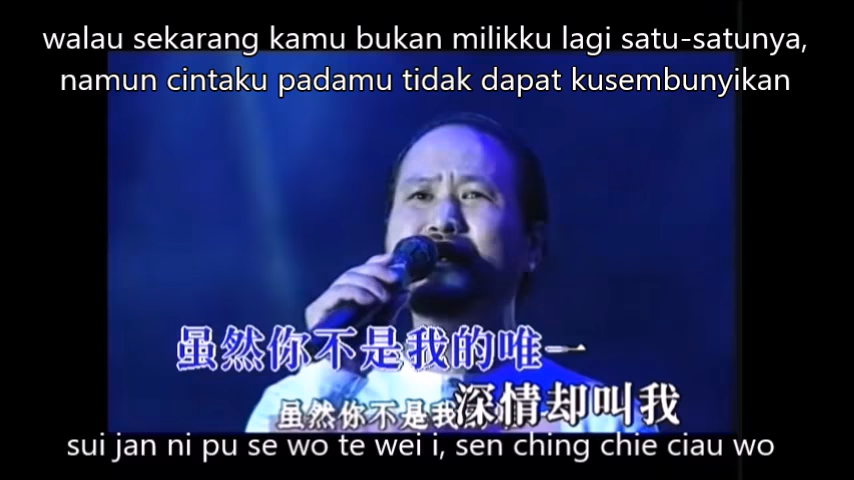 walau sekarang kamu bukan milikku lagi satu-satunya,
namun cintaku padamu tidak dapat kusembunyikan
虽然你不是我的唯一
深情却叫我
虽然你不是我
sui jan ni pu se wo te wei i, sen ching chie ciau wo